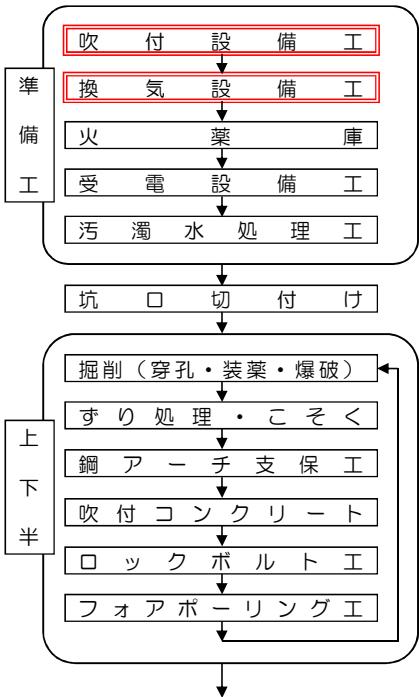 準備工
吹付設備工
換気設備工
火薬庫
受電設備工
汚濁水処理工
坑口切付け
上下半
掘削（穿孔・装薬・爆破）
ずり処理・こそく
鋼アーチ支保工
吹付コンクリート
ロックボルト工
フォアポーリング工